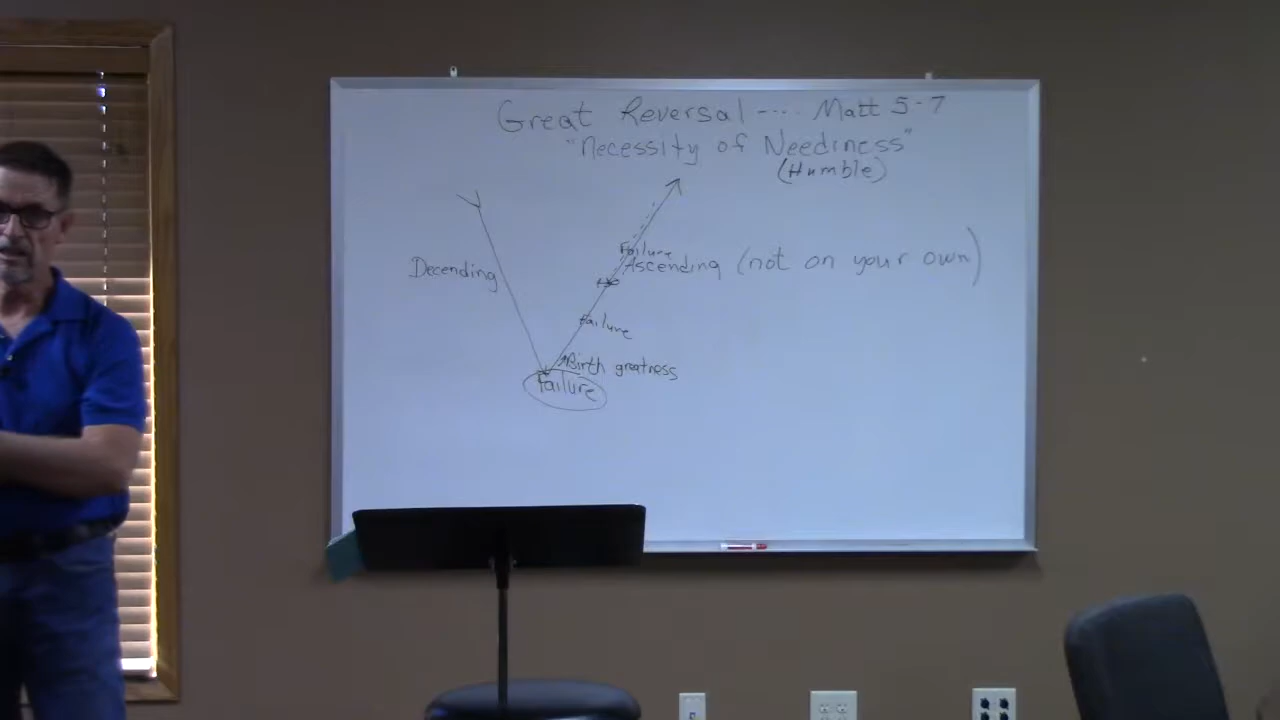 Great Reversal ---- Matt 5-7
"Necessity of Neediness"
(Humble)
Failure
Decending
Ascending (not on your own)
Failure
Birth greatness
Failure